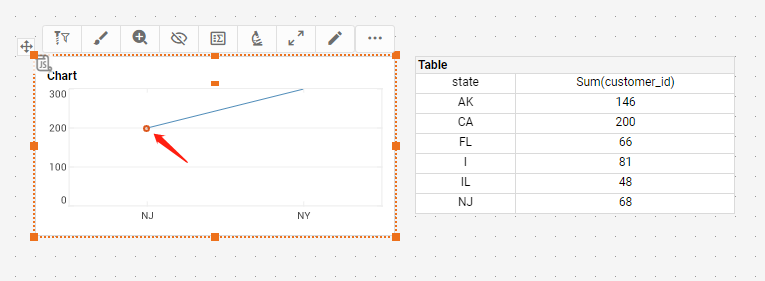 JS
Chart
300
200
100
0
NJ NY
Table
state Sum(customer_id)
AK 146
CA 200
FL 66
I 81
IL 48
NJ 68